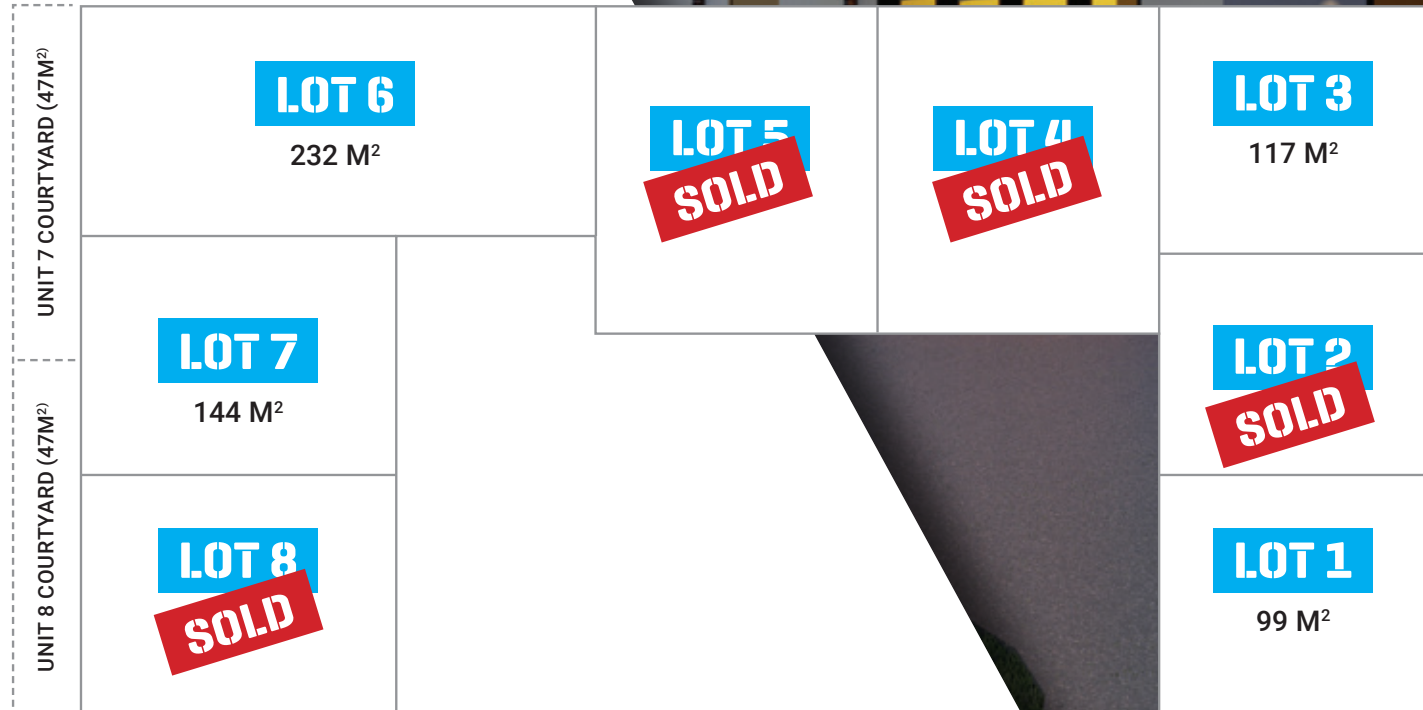 UNIT 7 COURTYARD (47M²)
LOT 6
232 M²
LOT 5
SOLD
LOT 4
SOLD
LOT 3
117 M²
LOT 7
144 M²
LOT 2
SOLD
UNIT 8 COURTYARD (47M²)
LOT 8
SOLD
LOT 1
99 M²